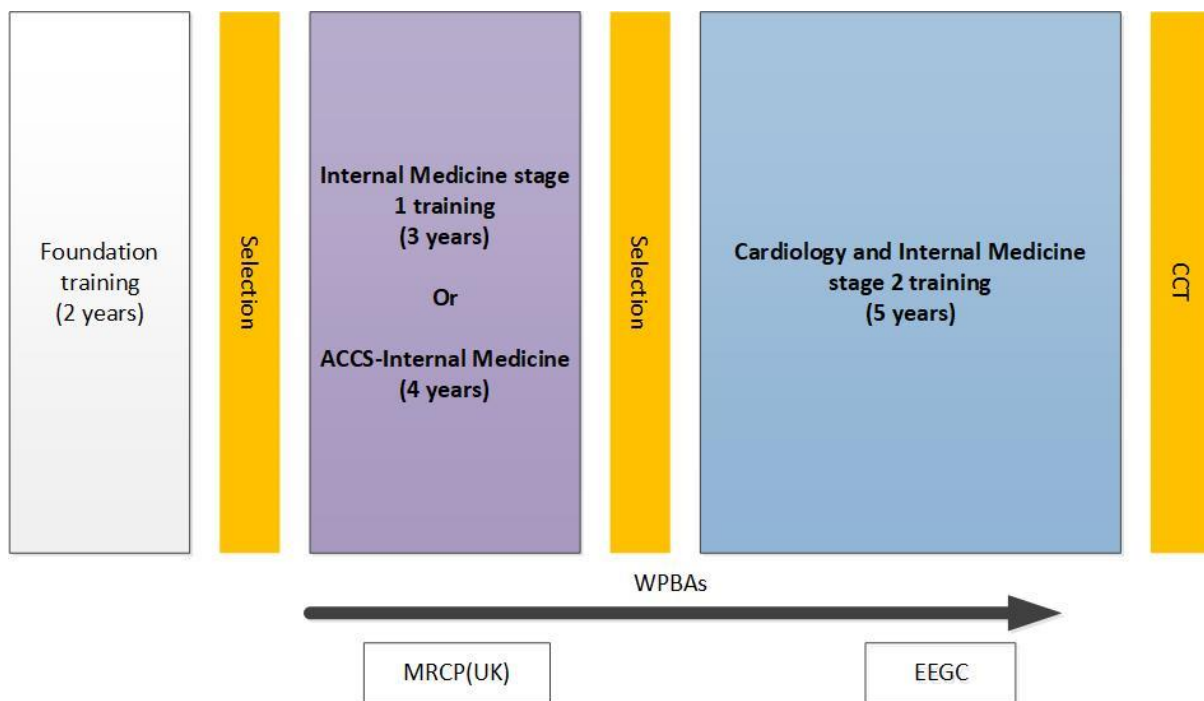 Foundation
training
(2 years)
Selection
Internal Medicine stage
1 training
(3 years)
Or
ACCS-Internal Medicine
(4 years)
Selection
Cardiology and Internal Medicine
stage 2 training
(5 years)
CCT
WPBAs
MRCP(UK)
EEGC